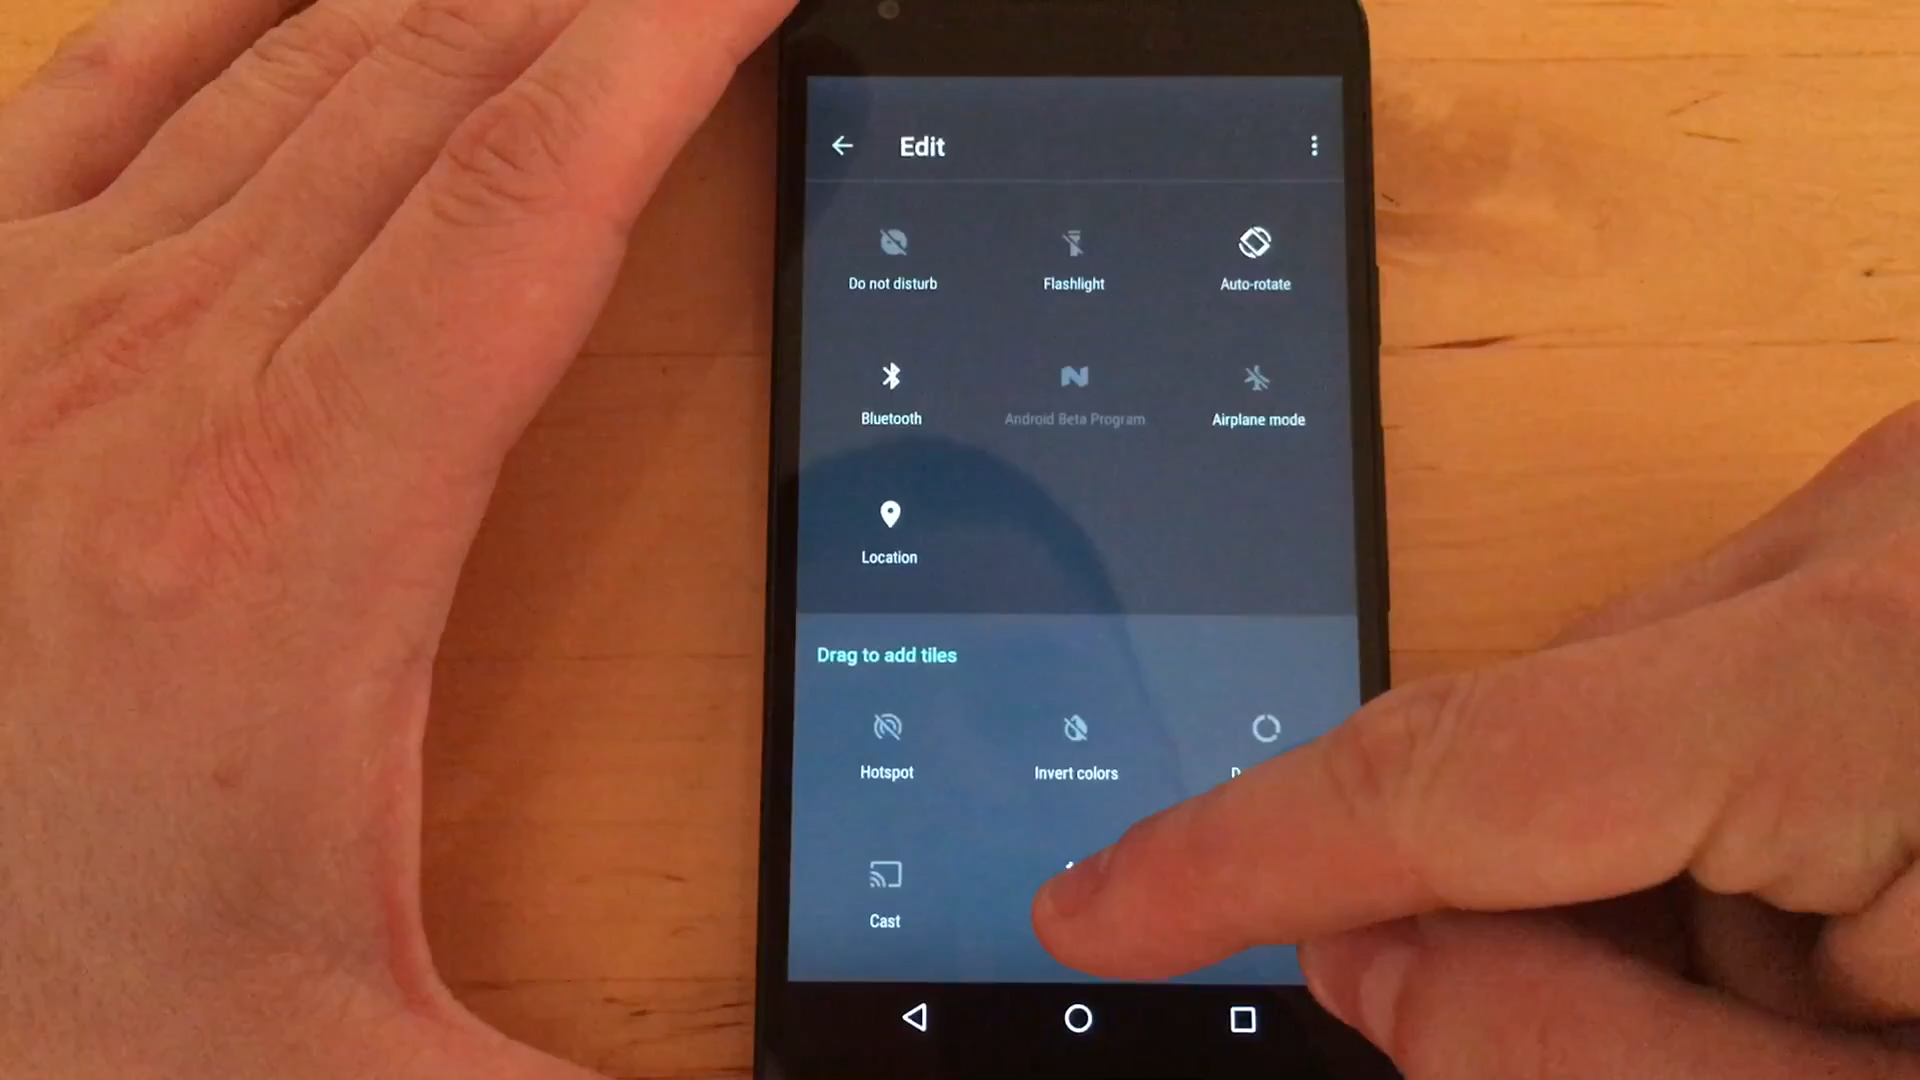 Edit
Do not disturb
Flashlight
Auto-rotate
Bluetooth
Android Beta Program
Airplane mode
Location
Drag to add tiles
Hotspot
Invert colors
Cast